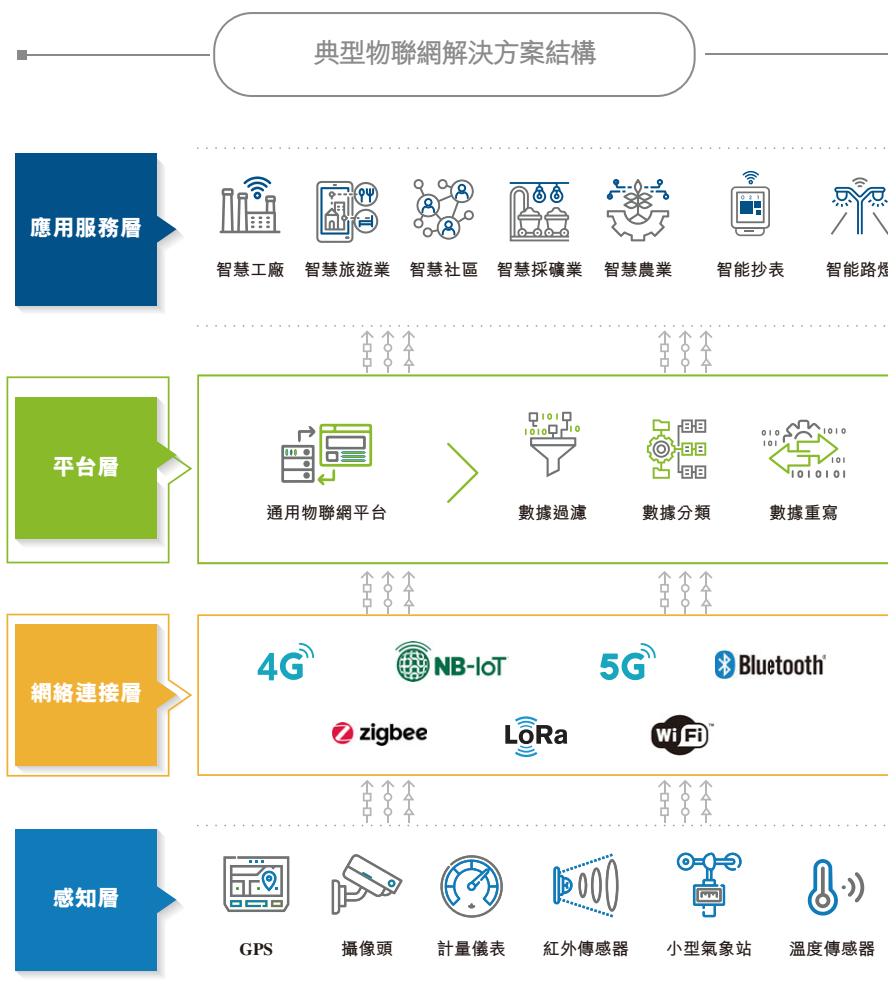 典型物聯網解決方案結構
應用服務層
智慧工廠 智慧旅遊業 智慧社區 智慧採礦業 智慧農業 智能抄表 智能路燈
平台層
通用物聯網平台 數據過濾 數據分類 數據重寫
網絡連接層
4G NB-IoT 5G Bluetooth
zigbee LoRa WiFi
感知層
GPS 攝像頭 計量儀表 紅外傳感器 小型氣象站 溫度傳感器